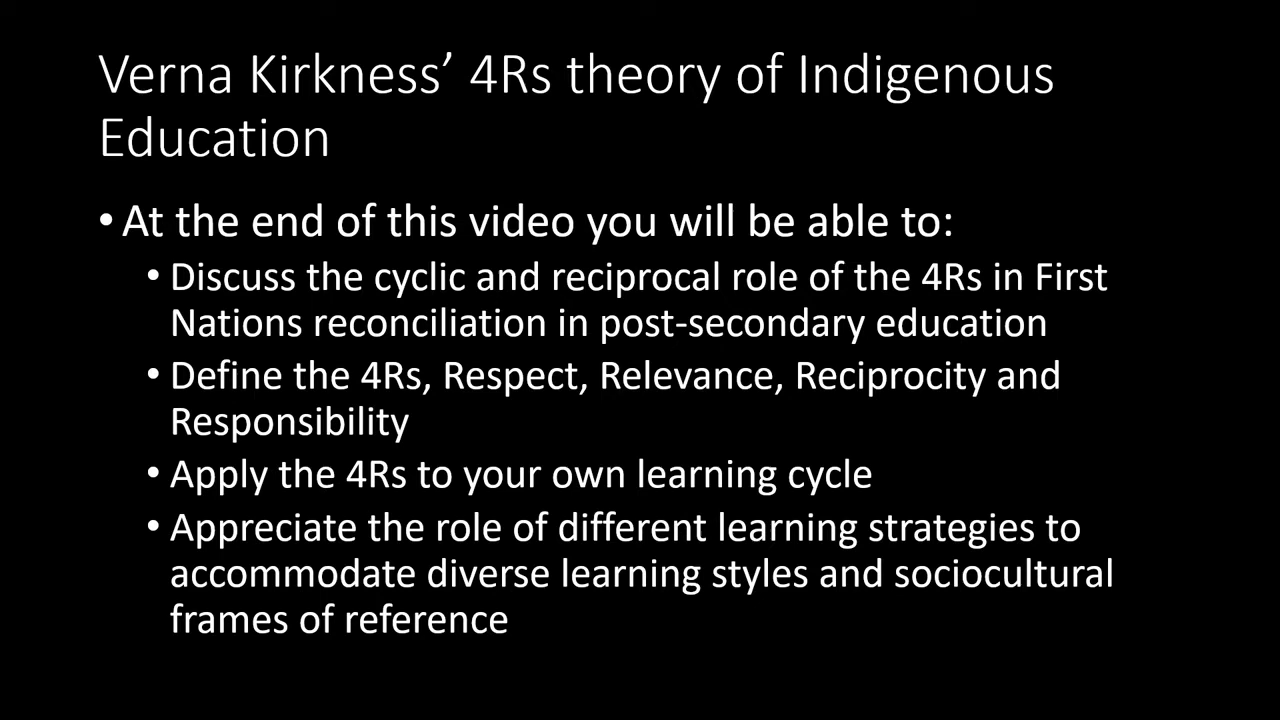 Verna Kirkness’ 4Rs theory of Indigenous
Education
• At the end of this video you will be able to:
• Discuss the cyclic and reciprocal role of the 4Rs in First
Nations reconciliation in post-secondary education
• Define the 4Rs, Respect, Relevance, Reciprocity and
Responsibility
• Apply the 4Rs to your own learning cycle
• Appreciate the role of different learning strategies to
accommodate diverse learning styles and sociocultural
frames of reference